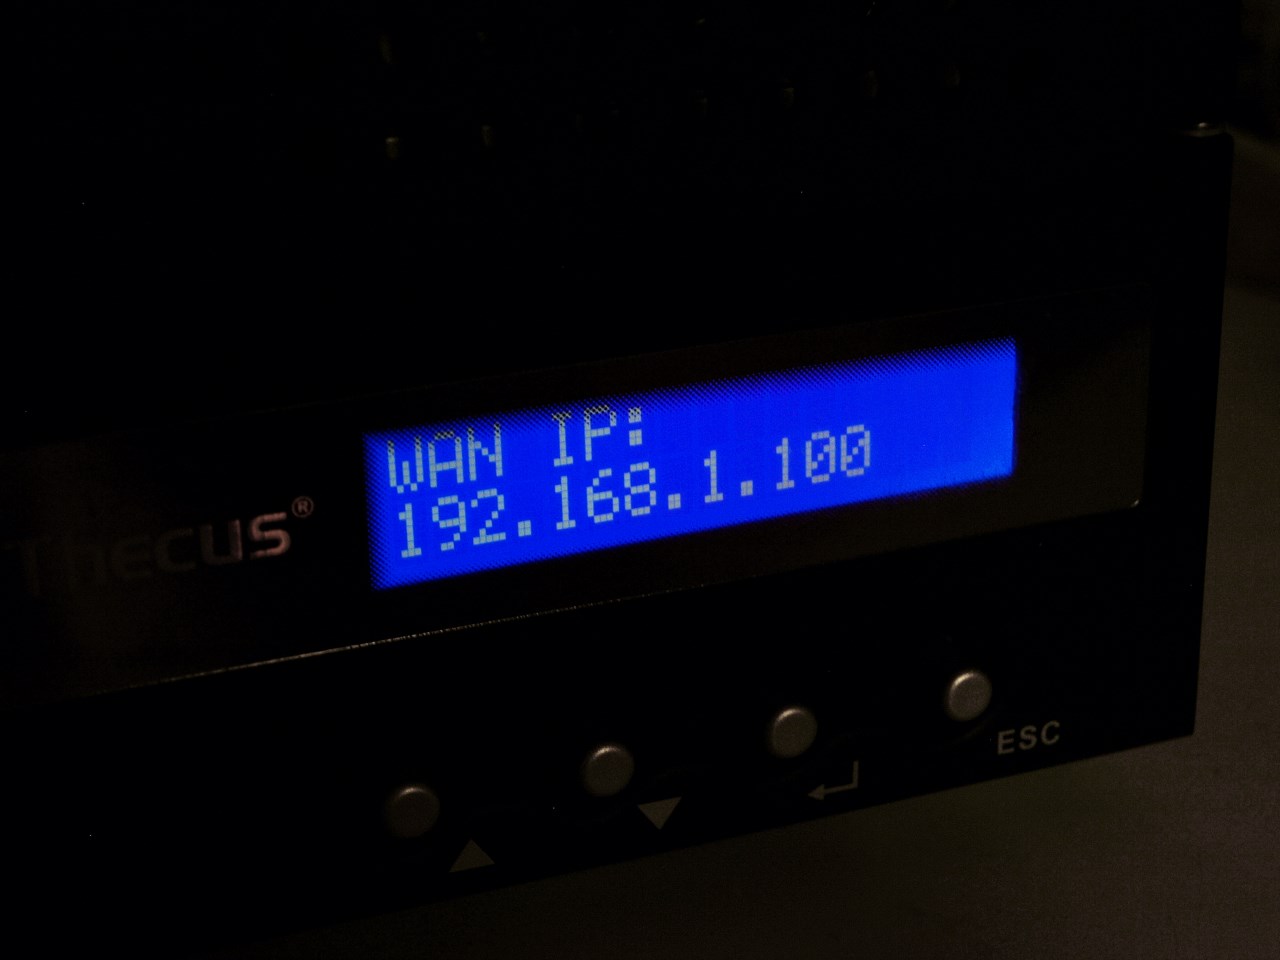 WAN IP:
192.168.1.100
Thecus®
ESC